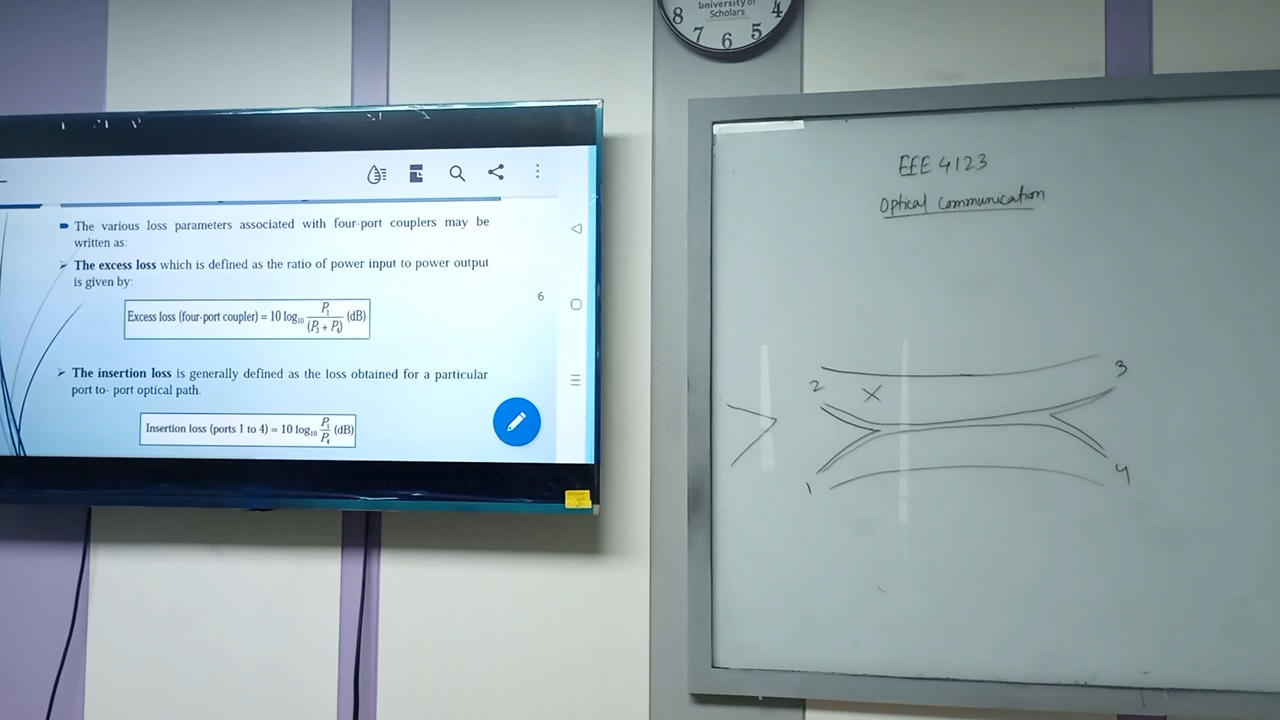 The various loss parameters associated with four-port couplers may be
written as:
The excess loss which is defined as the ratio of power input to power output
is given by:
6
Excess loss (four-port coupler) = 10 log₁₀ P₁/(P₃ + P₄) (dB)
The insertion loss is generally defined as the loss obtained for a particular
port to- port optical path.
Insertion loss (ports 1 to 4) = 10 log₁₀ P₁/P₄ (dB)
University of
Scholars
8 7 6 5 4
EEE 4123
Optical Communication
2 X 3
1 4